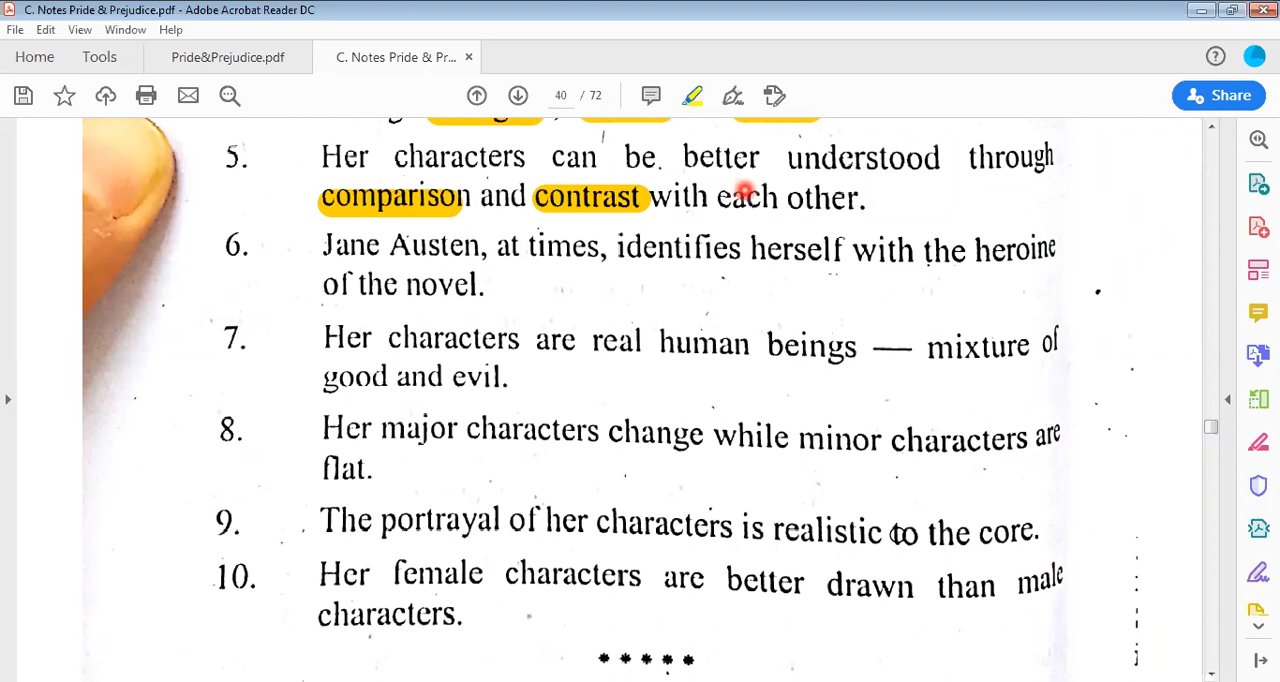 C. Notes Pride & Prejudice.pdf - Adobe Acrobat Reader DC
File Edit View Window Help
Home Tools Pride&Prejudice.pdf C. Notes Pride & Pr... ×
40 / 72 Share
5. Her characters can be better understood through
comparison and contrast with each other.
6. Jane Austen, at times, identifies herself with the heroine
of the novel.
7. Her characters are real human beings — mixture of
good and evil.
8. Her major characters change while minor characters are
flat.
9. The portrayal of her characters is realistic to the core.
10. Her female characters are better drawn than male
characters.
*****